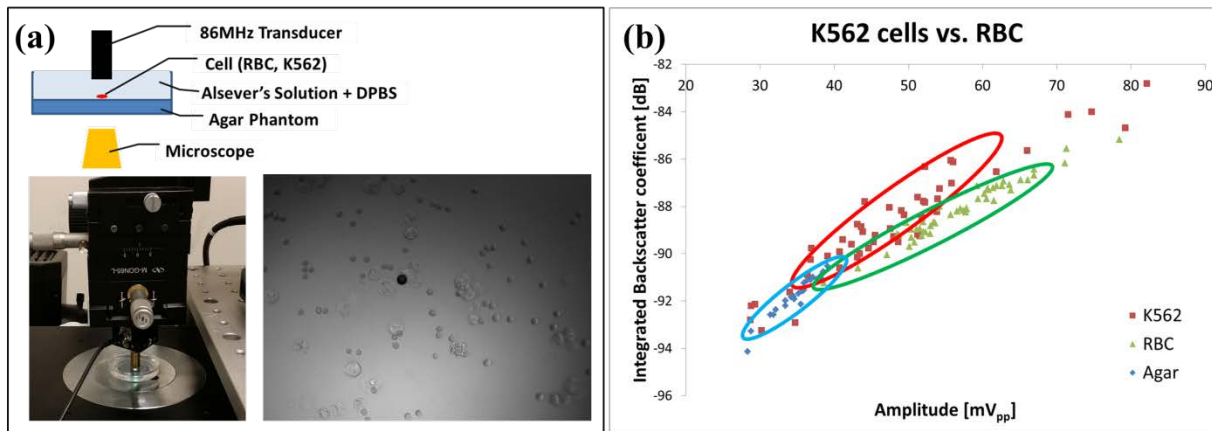 (a)
86MHz Transducer
Cell (RBC, K562)
Alsever's Solution + DPBS
Agar Phantom
Microscope
(b)
K562 cells vs. RBC
20 30 40 50 60 70 80 90
-84
-86
-88
-90
-92
-94
-96
Integrated Backscatter coefficent [dB]
Amplitude [mVpp]
K562
RBC
Agar